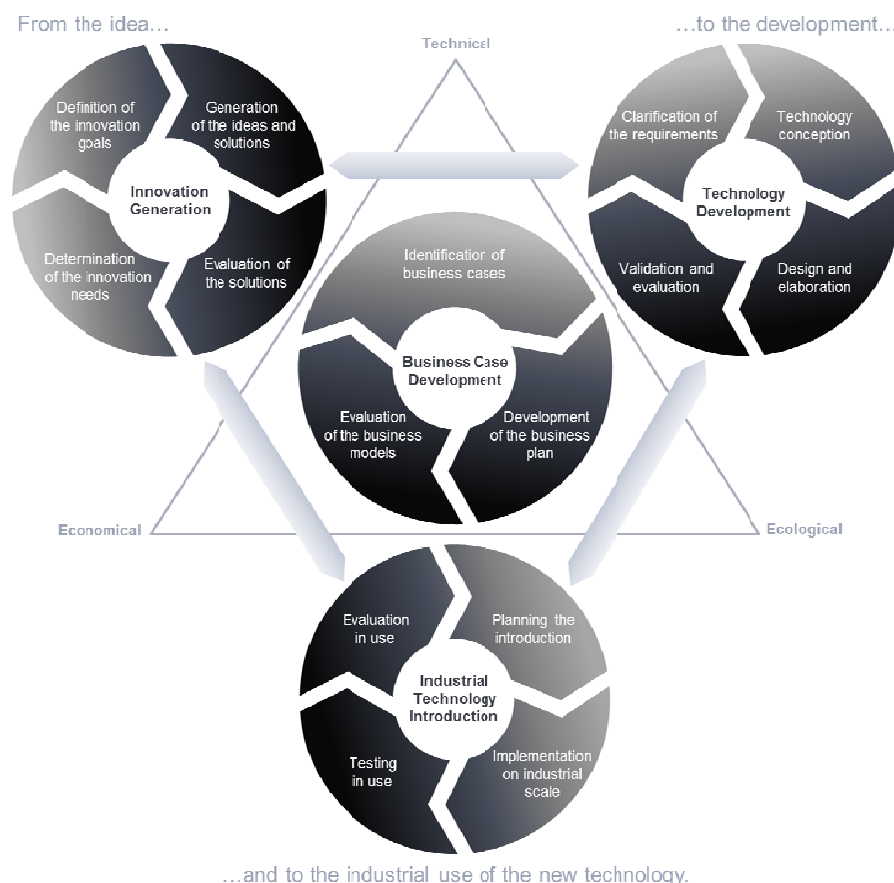 From the idea…
…to the development…
Technical
Definition of
the innovation
goals
Generation
of the ideas and
solutions
Innovation
Generation
Determination
of the innovation
needs
Evaluation of
the solutions
Clarification of
the requirements
Technology
conception
Technology
Development
Validation and
evaluation
Design and
elaboration
Identification of
business cases
Business Case
Development
Evaluation
of the business
models
Development
of the business
plan
Economical
Ecological
Evaluation
in use
Planning the
introduction
Industrial
Technology
Introduction
Testing
in use
Implementation
on industrial
scale
…and to the industrial use of the new technology.